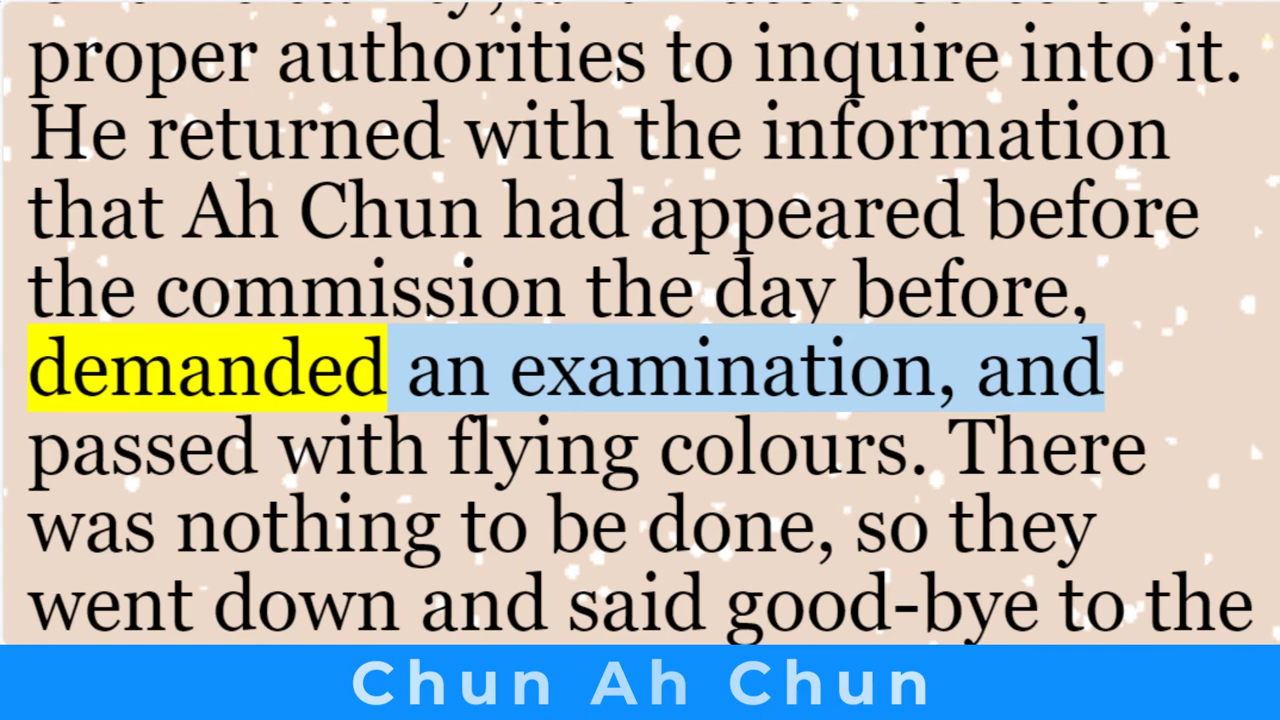 proper authorities to inquire into it.
He returned with the information
that Ah Chun had appeared before
the commission the day before,
demanded an examination, and
passed with flying colours. There
was nothing to be done, so they
went down and said good-bye to the
Chun Ah Chun